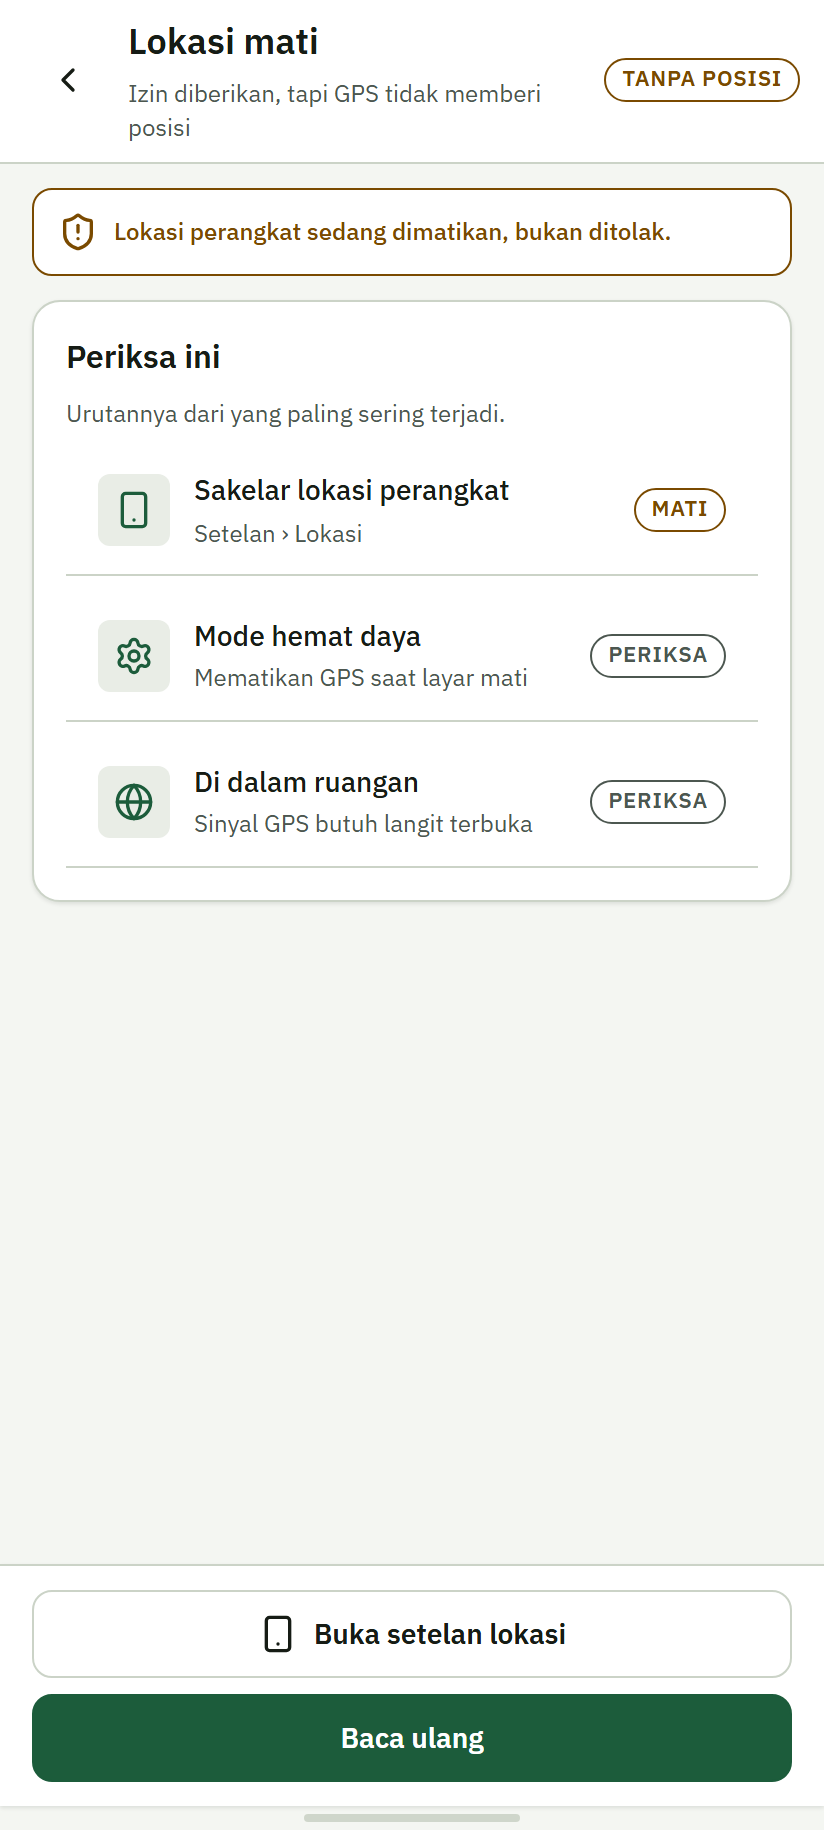 Lokasi mati
Izin diberikan, tapi GPS tidak memberi
posisi
TANPA POSISI
Lokasi perangkat sedang dimatikan, bukan ditolak.
Periksa ini
Urutannya dari yang paling sering terjadi.
Sakelar lokasi perangkat
Setelan › Lokasi
MATI
Mode hemat daya
Mematikan GPS saat layar mati
PERIKSA
Di dalam ruangan
Sinyal GPS butuh langit terbuka
PERIKSA
Buka setelan lokasi
Baca ulang